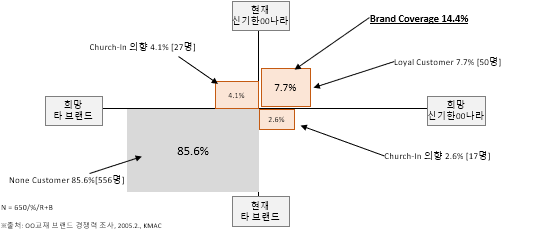 현재
신기한oo나라
Brand Coverage 14.4%
Church-In 의향 4.1% [27명]
Loyal Customer 7.7% [50명]
4.1%
7.7%
희망
타 브랜드
희망
신기한oo나라
2.6%
85.6%
Church-In 의향 2.6% [17명]
None Customer 85.6%[556명]
현재
타 브랜드
N = 650/%/R+B
※출처: OO교재 브랜드 경쟁력 조사, 2005.2., KMAC